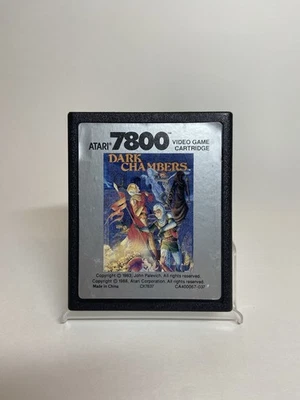 ATARI® 7800™ VIDEO GAME
CARTRIDGE
DARK
CHAMBERS
Copyright © 1983, John Palevich. All rights reserved.
Copyright © 1988, Atari Corporation. All rights reserved.
Made in China